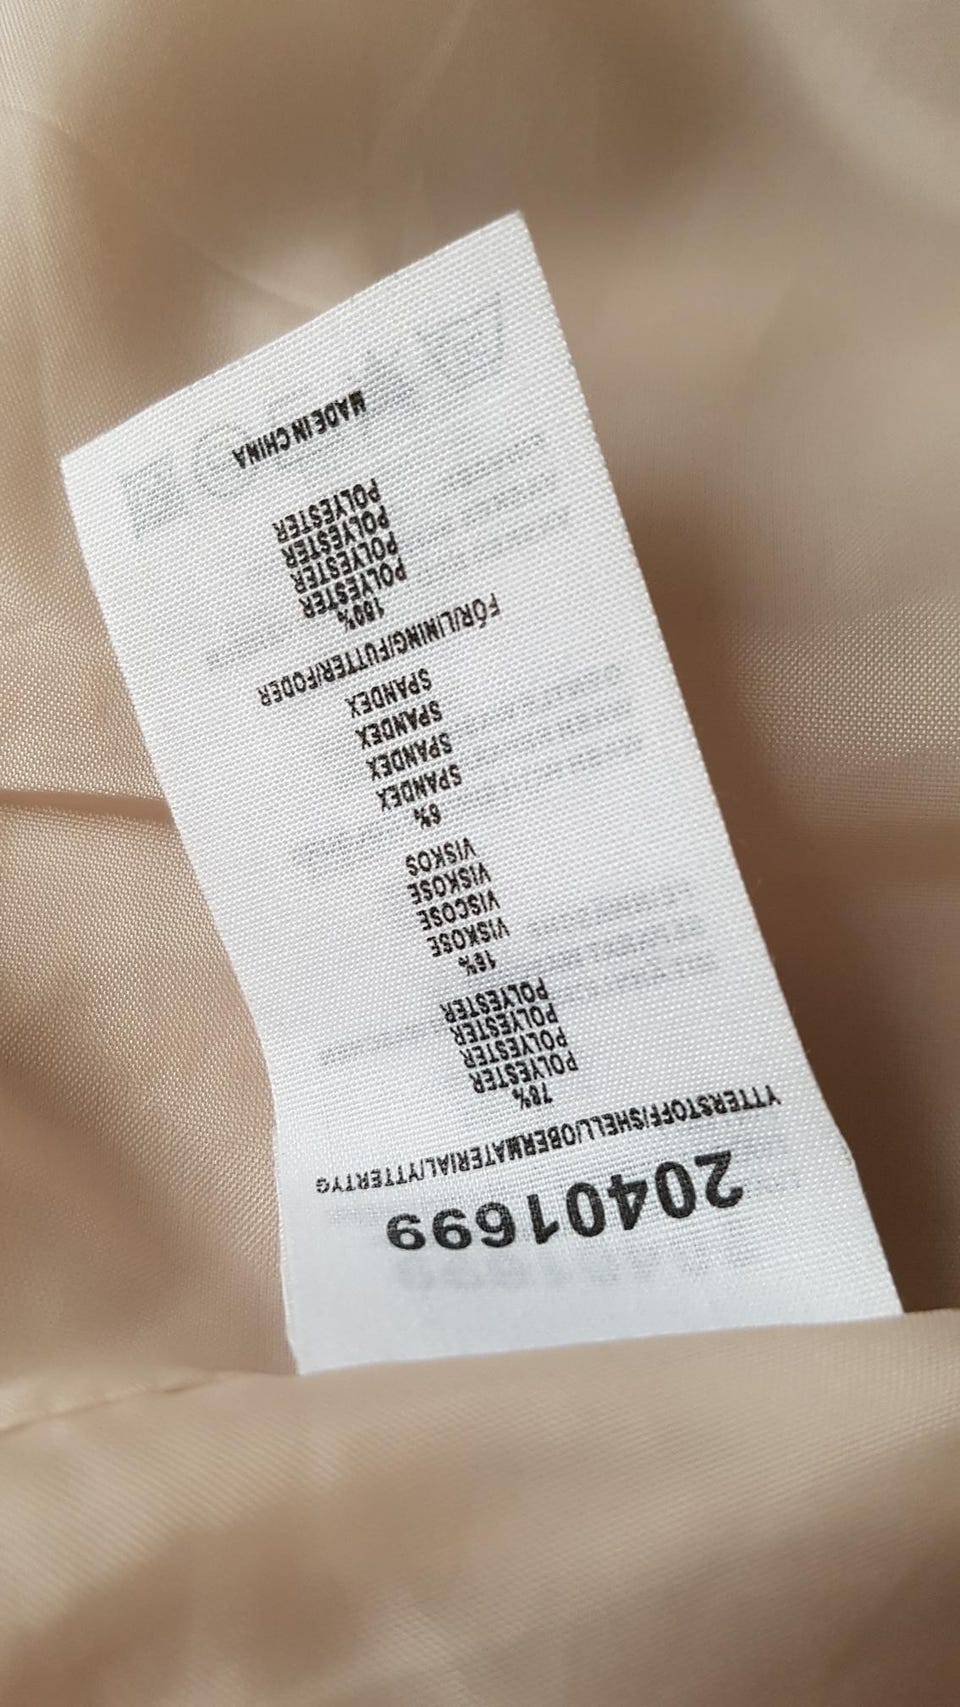 20401699
YTTERSTOFF/SHELL/OBERMATERIAL/YTTERTYG
78%
POLYESTER
POLYESTER
POLYESTER
POLYESTER
16%
VISKOSE
VISCOSE
VISKOSE
VISKOS
6%
SPANDEX
SPANDEX
SPANDEX
SPANDEX
FÓR/LINING/FUTTER/FODER
100%
POLYESTER
POLYESTER
POLYESTER
POLYESTER
MADE IN CHINA